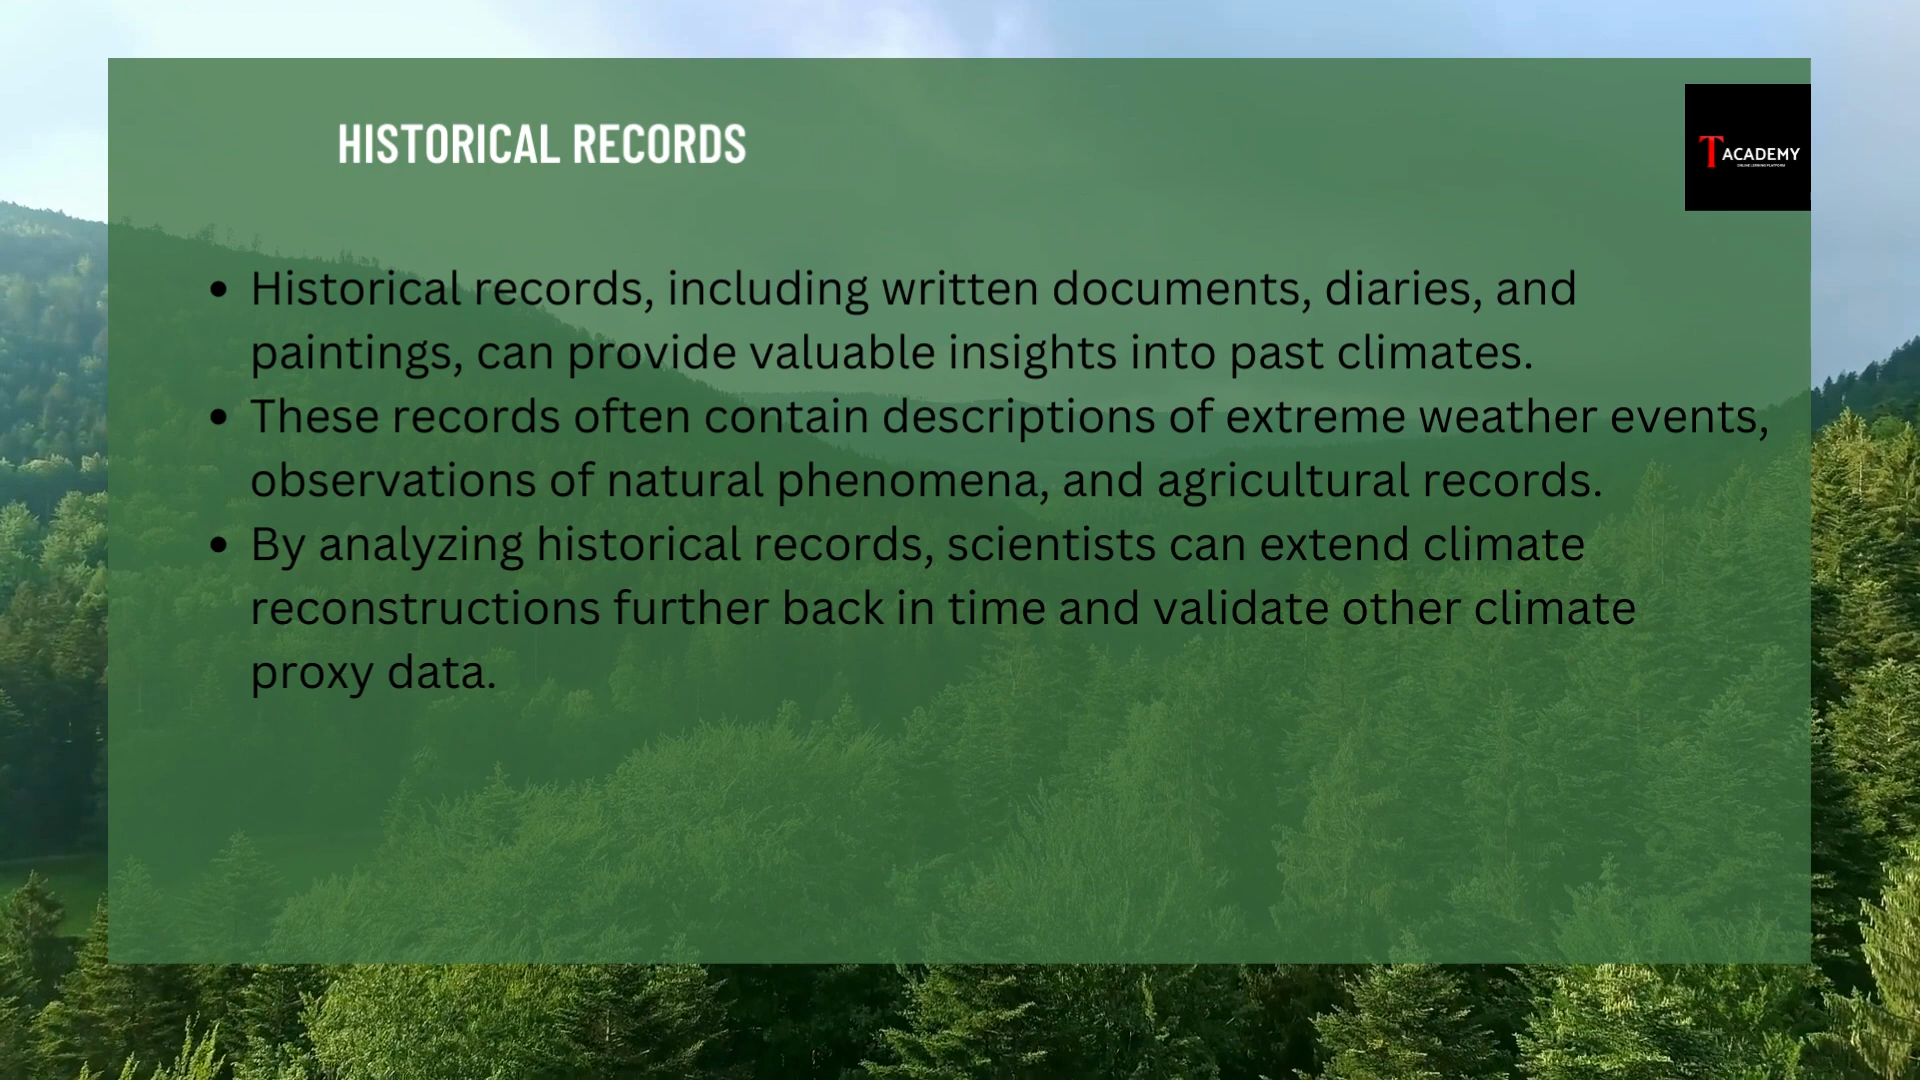 HISTORICAL RECORDS
T ACADEMY
• Historical records, including written documents, diaries, and
paintings, can provide valuable insights into past climates.
• These records often contain descriptions of extreme weather events,
observations of natural phenomena, and agricultural records.
• By analyzing historical records, scientists can extend climate
reconstructions further back in time and validate other climate
proxy data.